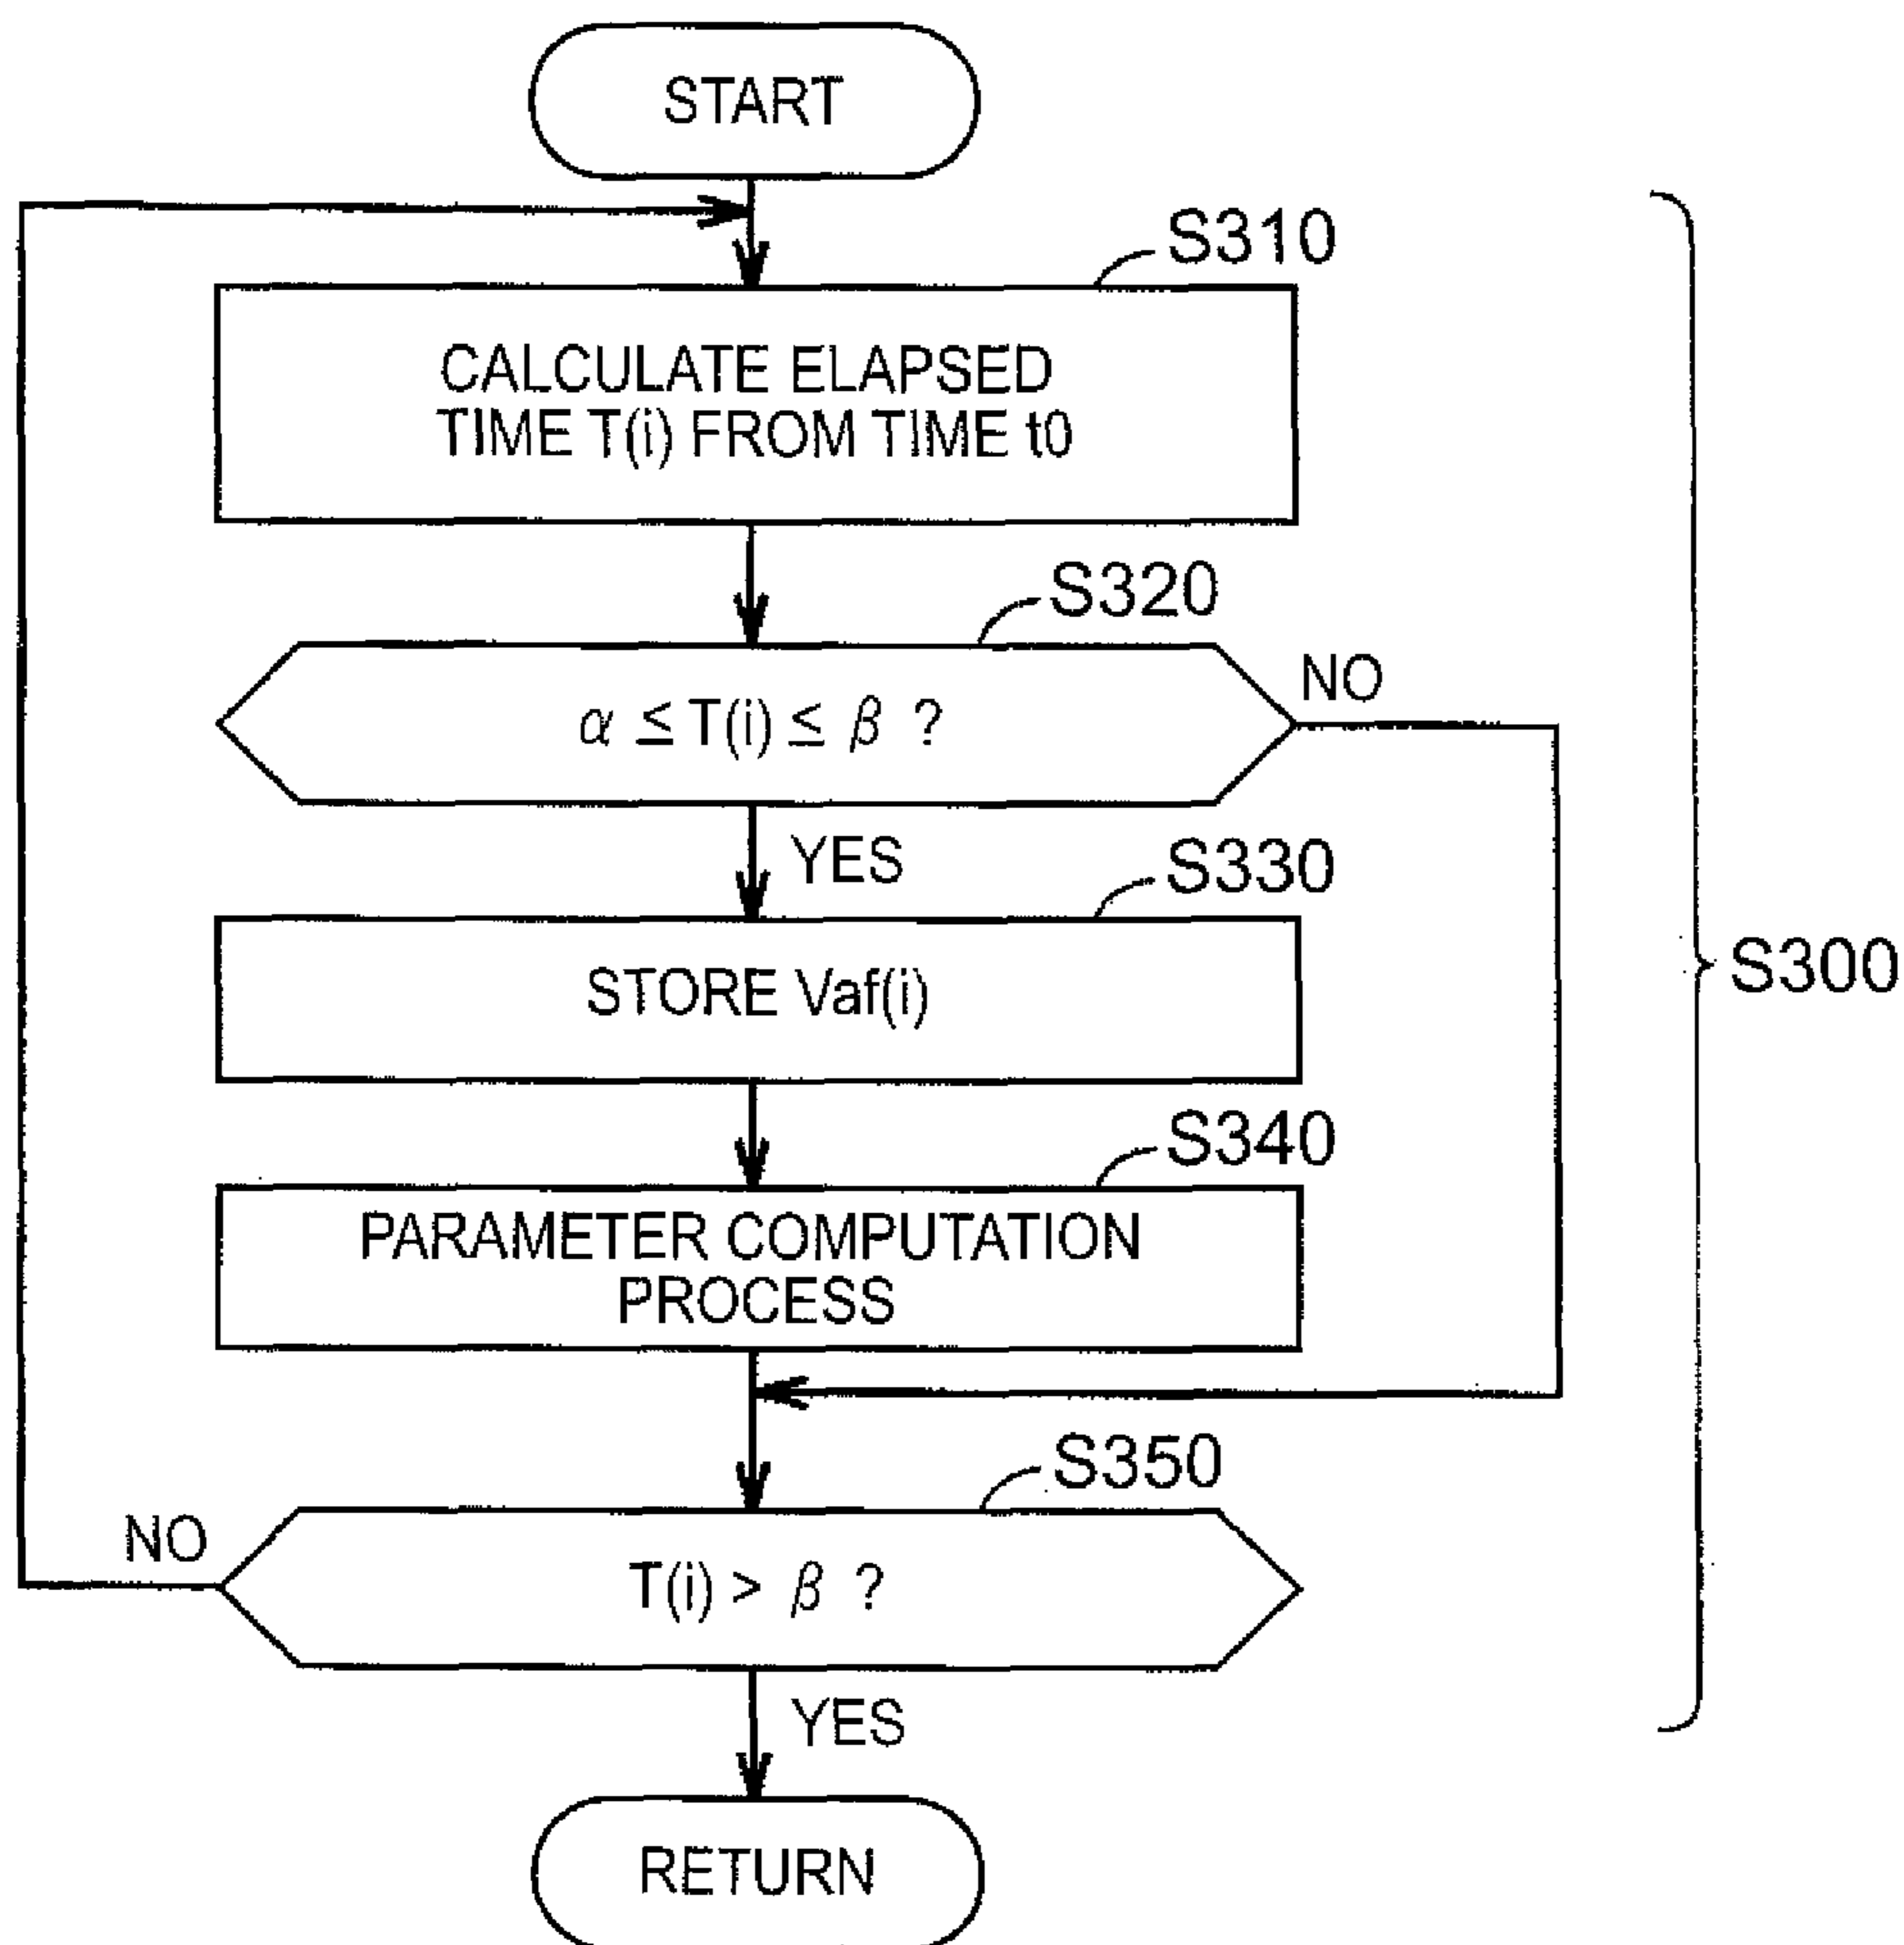 START
S310
CALCULATE ELAPSED
TIME T(i) FROM TIME t0
S320
α ≤ T(i) ≤ β ?
NO
YES
S330
STORE Vaf(i)
S300
S340
PARAMETER COMPUTATION
PROCESS
S350
NO
T(i) > β ?
YES
RETURN